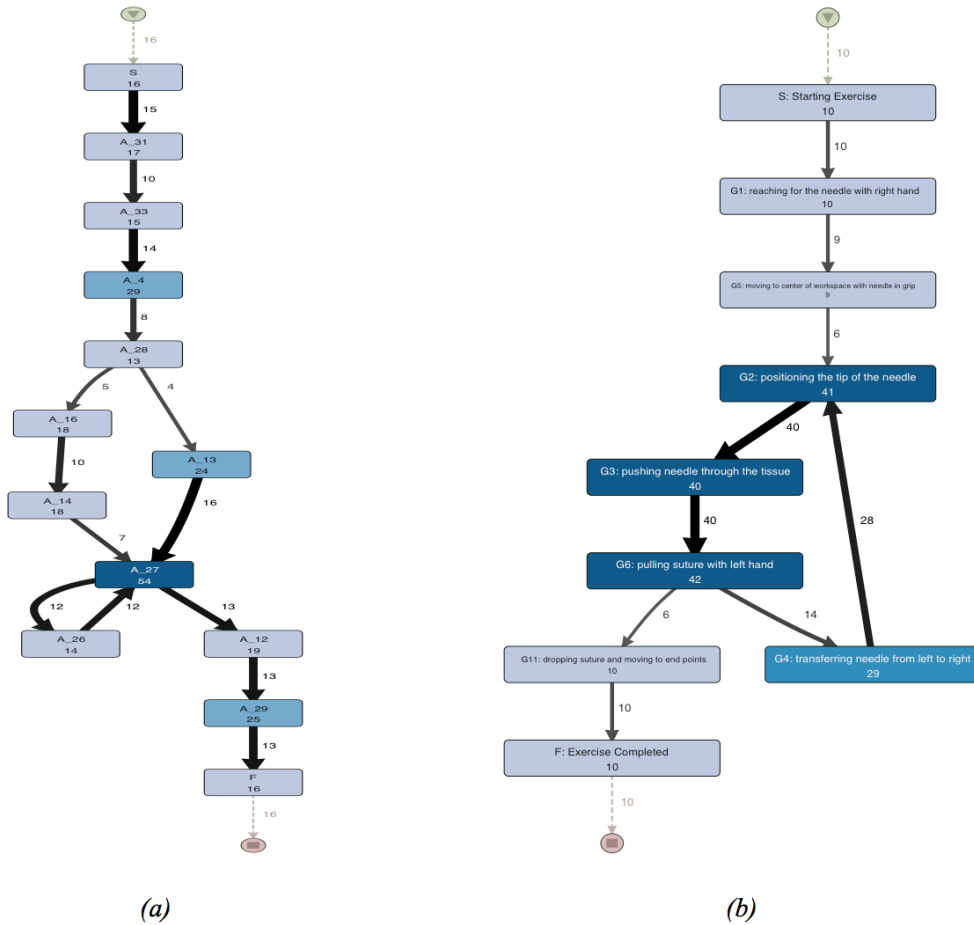 16
S
16
15
A_31
17
10
A_33
15
14
A_4
29
8
A_28
13
5
4
A_16
18
A_13
24
10
16
A_14
18
7
A_27
54
12
12
13
A_26
14
A_12
19
13
A_29
25
13
F
16
16
(a)
10
S: Starting Exercise
10
10
G1: reaching for the needle with right hand
10
9
G5: moving to center of workspace with needle in grip
9
6
G2: positioning the tip of the needle
41
40
G3: pushing needle through the tissue
40
40
28
G6: pulling suture with left hand
42
6
14
G11: dropping suture and moving to end points
10
G4: transferring needle from left to right
29
10
F: Exercise Completed
10
10
(b)